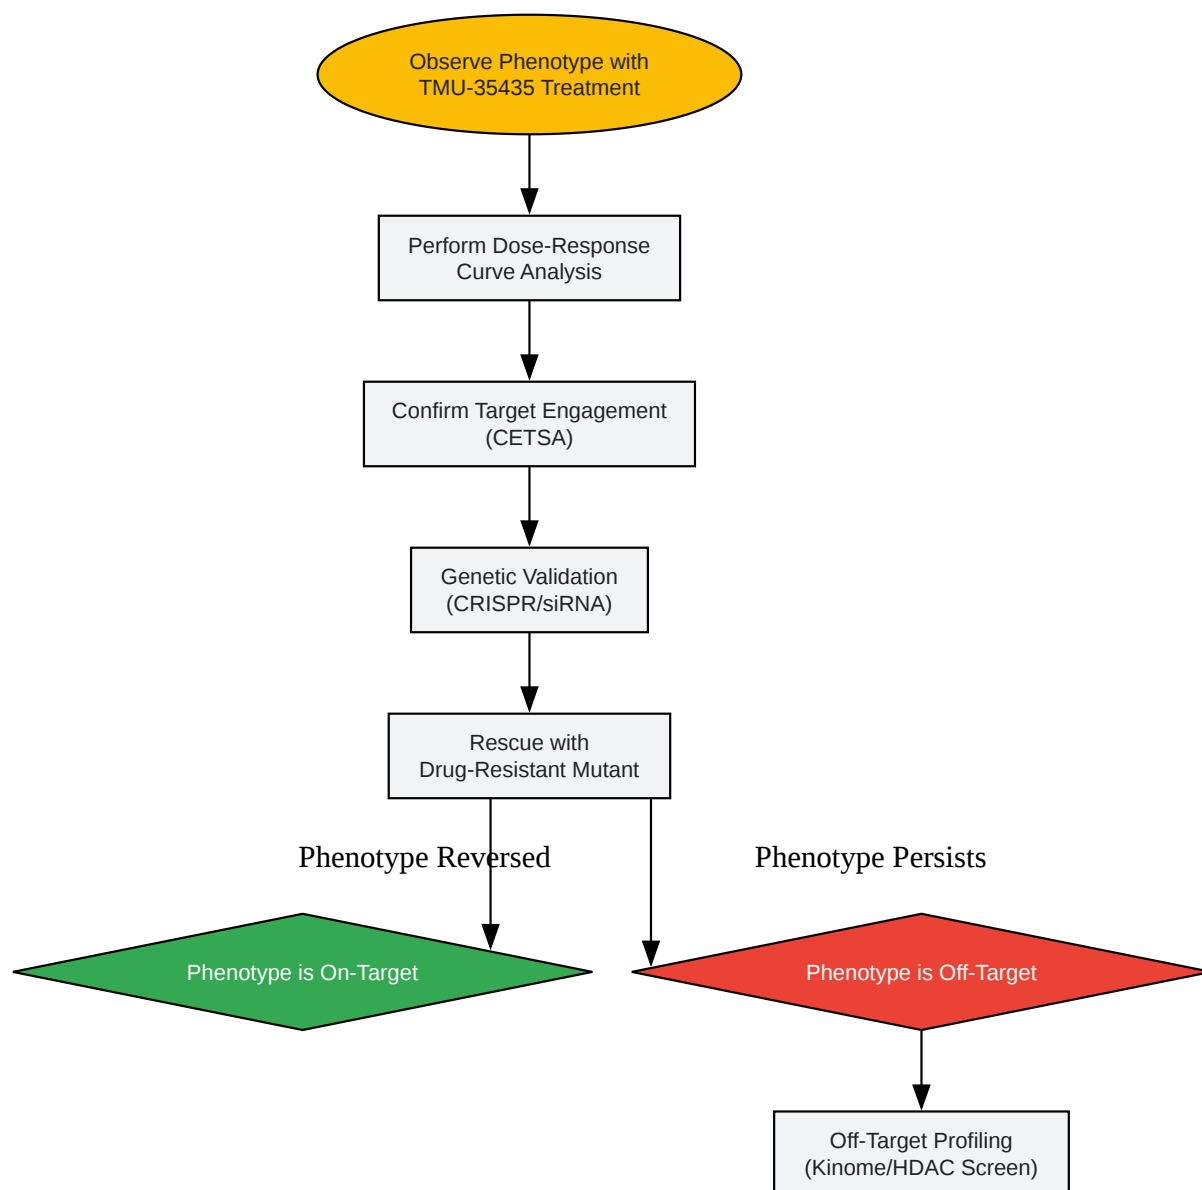 Observe Phenotype with
TMU-35435 Treatment
Perform Dose-Response
Curve Analysis
Confirm Target Engagement
(CETSA)
Genetic Validation
(CRISPR/siRNA)
Rescue with
Drug-Resistant Mutant
Phenotype Reversed
Phenotype Persists
Phenotype is On-Target
Phenotype is Off-Target
Off-Target Profiling
(Kinome/HDAC Screen)